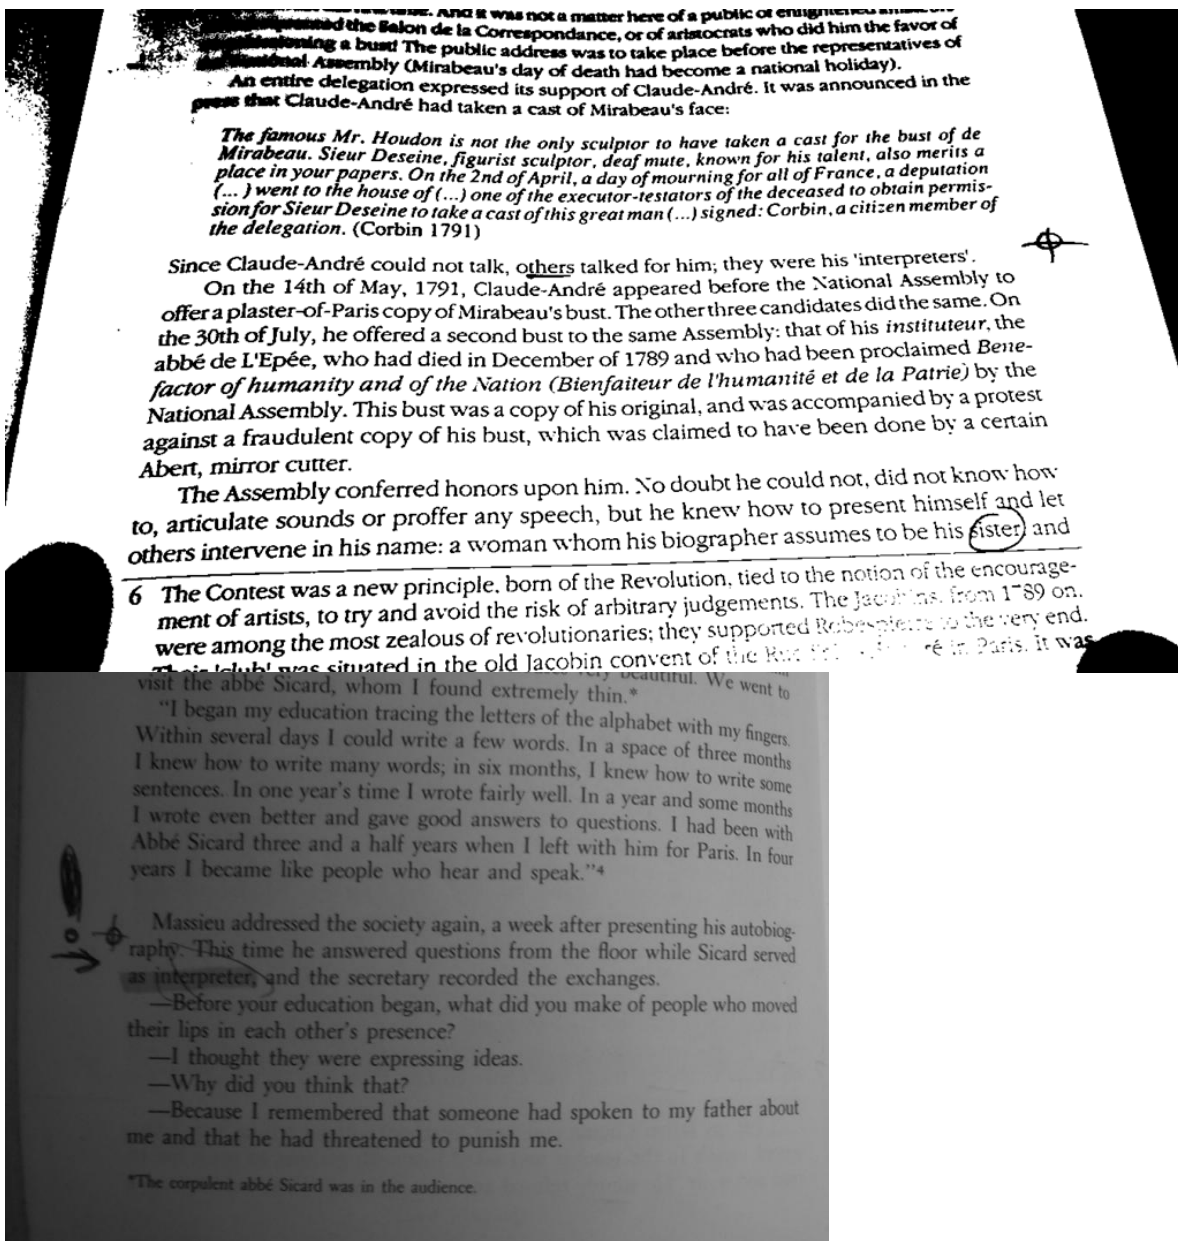 And it was not a matter here of a public of enlightened
the Salon de la Correspondance, or of aristocrats who did him the favor of
a bust! The public address was to take place before the representatives of
Assembly (Mirabeau's day of death had become a national holiday).
An entire delegation expressed its support of Claude-André. It was announced in the
press that Claude-André had taken a cast of Mirabeau's face:
The famous Mr. Houdon is not the only sculptor to have taken a cast for the bust of de
Mirabeau. Sieur Deseine, figurist sculptor, deaf mute, known for his talent, also merits a
place in your papers. On the 2nd of April, a day of mourning for all of France, a deputation
(... ) went to the house of (...) one of the executor-testators of the deceased to obtain permis-
sion for Sieur Deseine to take a cast of this great man (...) signed: Corbin, a citizen member of
the delegation. (Corbin 1791)
Since Claude-André could not talk, others talked for him; they were his 'interpreters'.
On the 14th of May, 1791, Claude-André appeared before the National Assembly to
offer a plaster-of-Paris copy of Mirabeau's bust. The other three candidates did the same. On
the 30th of July, he offered a second bust to the same Assembly: that of his instituteur, the
abbé de L'Epée, who had died in December of 1789 and who had been proclaimed Bene-
factor of humanity and of the Nation (Bienfaiteur de l'humanité et de la Patrie) by the
National Assembly. This bust was a copy of his original, and was accompanied by a protest
against a fraudulent copy of his bust, which was claimed to have been done by a certain
Abert, mirror cutter.
The Assembly conferred honors upon him. No doubt he could not, did not know how
to, articulate sounds or proffer any speech, but he knew how to present himself and let
others intervene in his name: a woman whom his biographer assumes to be his sister and
6 The Contest was a new principle, born of the Revolution, tied to the notion of the encourage-
ment of artists, to try and avoid the risk of arbitrary judgements. The Jacobins, from 1789 on,
were among the most zealous of revolutionaries; they supported Robespierre to the very end.
Their 'club' was situated in the old Jacobin convent of the Rue in Paris. It was
beautiful. We went to
visit the abbé Sicard, whom I found extremely thin.*
"I began my education tracing the letters of the alphabet with my fingers.
Within several days I could write a few words. In a space of three months
I knew how to write many words; in six months, I knew how to write some
sentences. In one year's time I wrote fairly well. In a year and some months
I wrote even better and gave good answers to questions. I had been with
Abbé Sicard three and a half years when I left with him for Paris. In four
years I became like people who hear and speak."4
Massieu addressed the society again, a week after presenting his autobiog-
raphy. This time he answered questions from the floor while Sicard served
as interpreter, and the secretary recorded the exchanges.
—Before your education began, what did you make of people who moved
their lips in each other's presence?
—I thought they were expressing ideas.
—Why did you think that?
—Because I remembered that someone had spoken to my father about
me and that he had threatened to punish me.
*The corpulent abbé Sicard was in the audience.